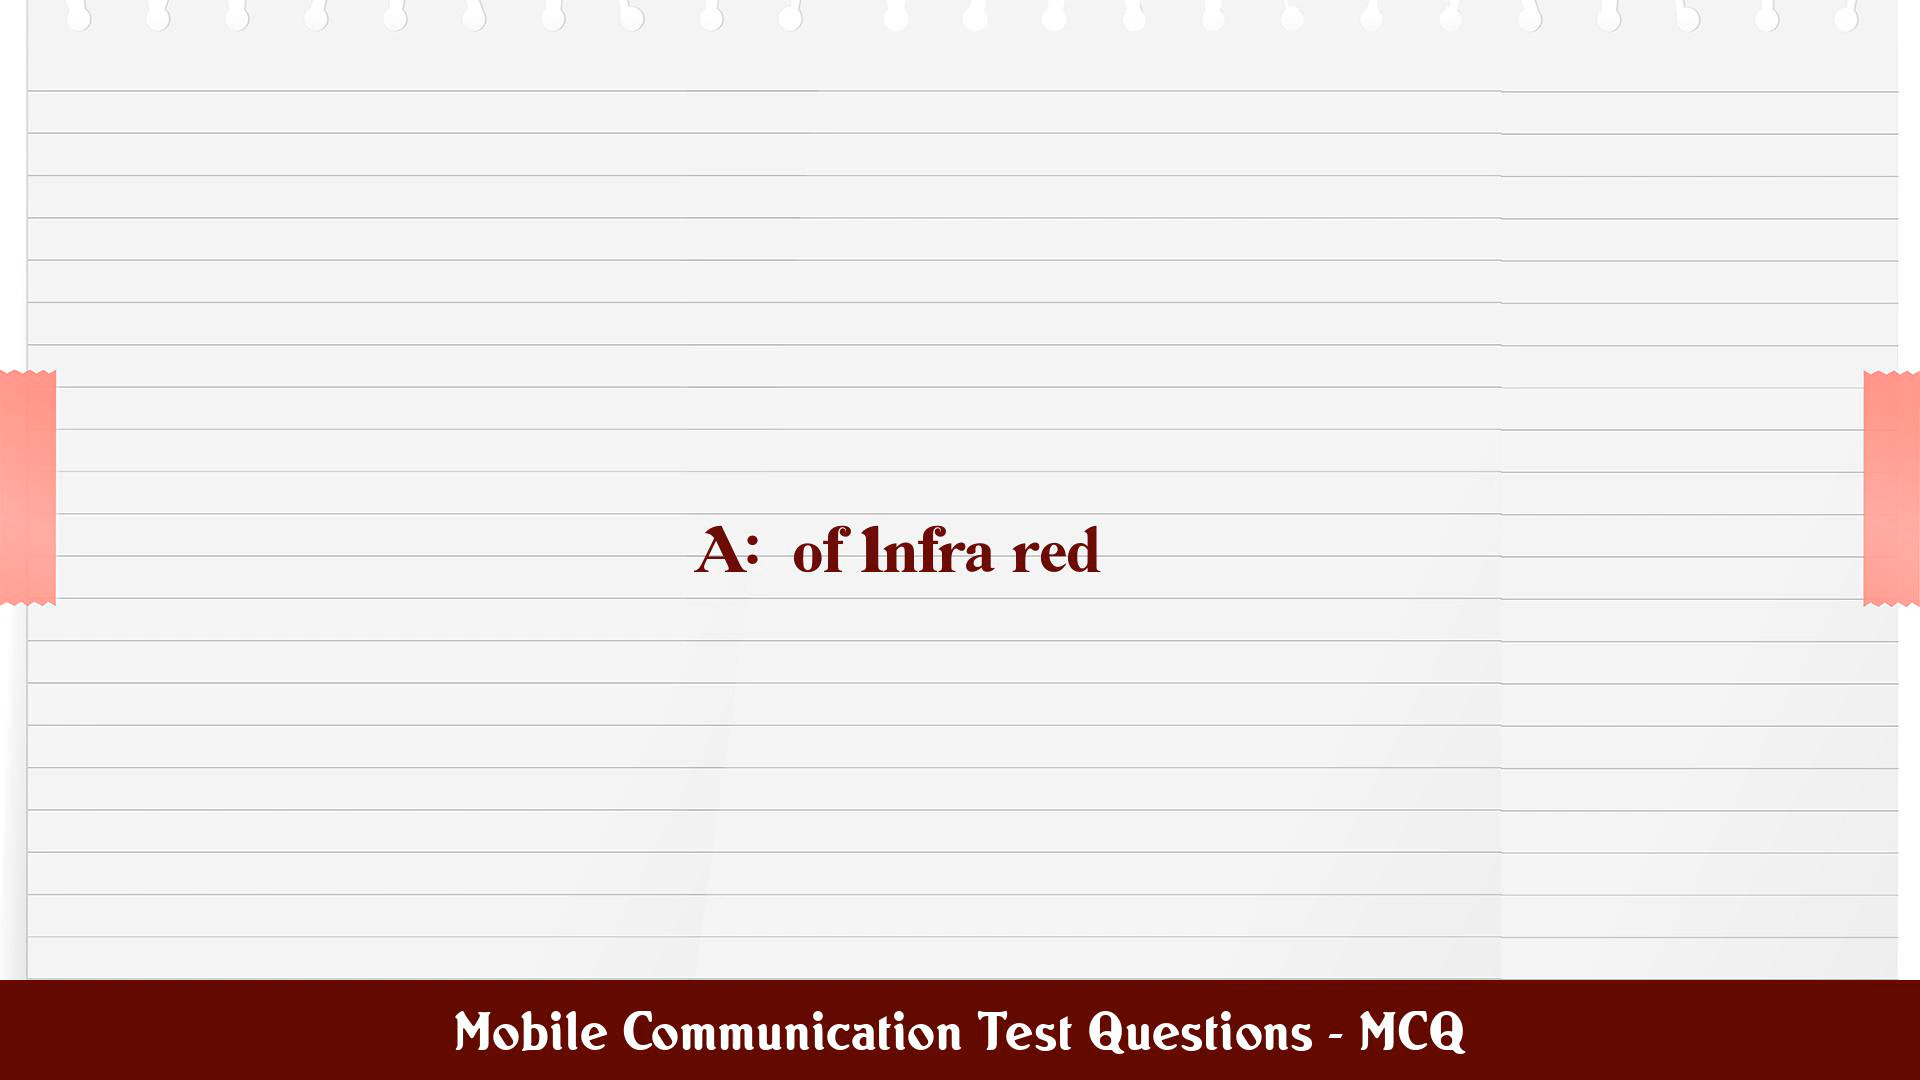 A: of Infra red
Mobile Communication Test Questions - MCQ